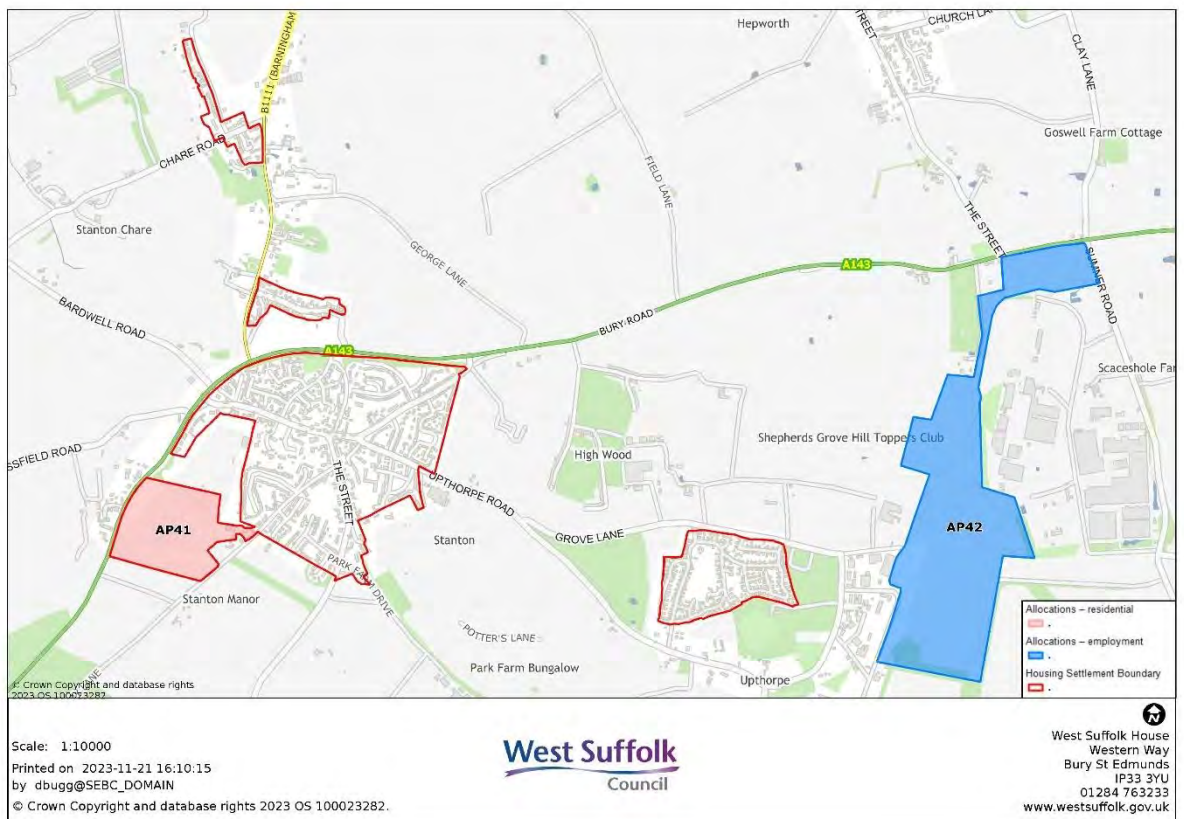 Hepworth
STREET
CHURCH LA
CLAY LANE
B1111 (BARNINGHAM
Goswell Farm Cottage
CHARE ROAD
FIELD LANE
Stanton Chare
THE STREET
GEORGE LANE
A143
SUMNER ROAD
BARDWELL ROAD
BURY ROAD
A143
Scaceshole Far
Shepherds Grove Hill Topper's Club
SSFIELD ROAD
High Wood
THE STREET
UPTHORPE ROAD
AP41
AP42
Stanton
GROVE LANE
PARK FARM DRIVE
Stanton Manor
POTTER'S LANE
Park Farm Bungalow
Upthorpe
LANE
© Crown Copyright and database rights
2023 OS 100023282.
Allocations – residential
.
Allocations – employment
.
Housing Settlement Boundary
.
N
Scale: 1:10000
Printed on 2023-11-21 16:10:15
by dbugg@SEBC_DOMAIN
© Crown Copyright and database rights 2023 OS 100023282.
West Suffolk
Council
West Suffolk House
Western Way
Bury St Edmunds
IP33 3YU
01284 763233
www.westsuffolk.gov.uk